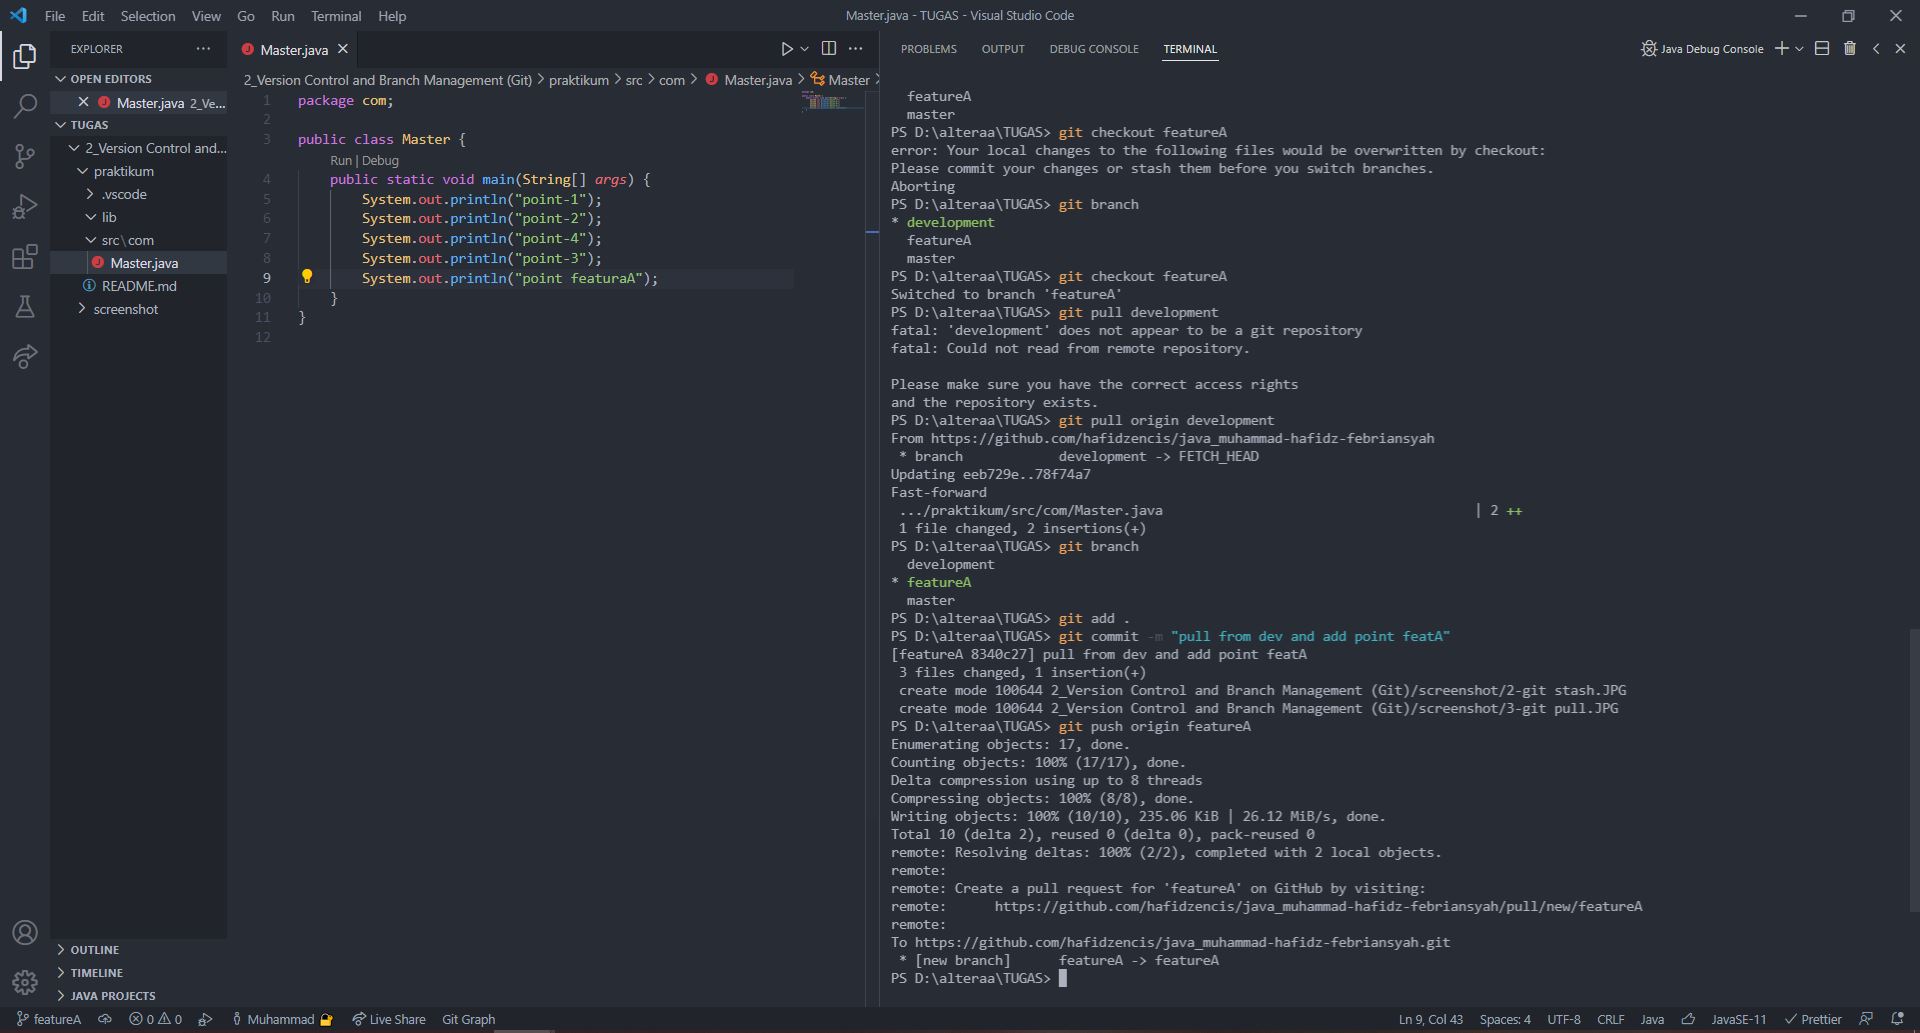 File Edit Selection View Go Run Terminal Help
Master.java - TUGAS - Visual Studio Code
EXPLORER
OPEN EDITORS
Master.java 2_Ve...
TUGAS
2_Version Control and...
praktikum
.vscode
lib
src\com
Master.java
README.md
screenshot
OUTLINE
TIMELINE
JAVA PROJECTS
Master.java
2_Version Control and Branch Management (Git) > praktikum > src > com > Master.java > Master >
1 package com;
2
3 public class Master {
Run | Debug
4 public static void main(String[] args) {
5 System.out.println("point-1");
6 System.out.println("point-2");
7 System.out.println("point-4");
8 System.out.println("point-3");
9 System.out.println("point featuraA");
10 }
11 }
12
PROBLEMS OUTPUT DEBUG CONSOLE TERMINAL
Java Debug Console
featureA
master
PS D:\alteraa\TUGAS> git checkout featureA
error: Your local changes to the following files would be overwritten by checkout:
Please commit your changes or stash them before you switch branches.
Aborting
PS D:\alteraa\TUGAS> git branch
* development
featureA
master
PS D:\alteraa\TUGAS> git checkout featureA
Switched to branch 'featureA'
PS D:\alteraa\TUGAS> git pull development
fatal: 'development' does not appear to be a git repository
fatal: Could not read from remote repository.
Please make sure you have the correct access rights
and the repository exists.
PS D:\alteraa\TUGAS> git pull origin development
From https://github.com/hafidzencis/java_muhammad-hafidz-febriansyah
* branch development -> FETCH_HEAD
Updating eeb729e..78f74a7
Fast-forward
.../praktikum/src/com/Master.java | 2 ++
1 file changed, 2 insertions(+)
PS D:\alteraa\TUGAS> git branch
development
* featureA
master
PS D:\alteraa\TUGAS> git add .
PS D:\alteraa\TUGAS> git commit -m "pull from dev and add point featA"
[featureA 8340c27] pull from dev and add point featA
3 files changed, 1 insertion(+)
create mode 100644 2_Version Control and Branch Management (Git)/screenshot/2-git stash.JPG
create mode 100644 2_Version Control and Branch Management (Git)/screenshot/3-git pull.JPG
PS D:\alteraa\TUGAS> git push origin featureA
Enumerating objects: 17, done.
Counting objects: 100% (17/17), done.
Delta compression using up to 8 threads
Compressing objects: 100% (8/8), done.
Writing objects: 100% (10/10), 235.06 KiB | 26.12 MiB/s, done.
Total 10 (delta 2), reused 0 (delta 0), pack-reused 0
remote: Resolving deltas: 100% (2/2), completed with 2 local objects.
remote:
remote: Create a pull request for 'featureA' on GitHub by visiting:
remote: https://github.com/hafidzencis/java_muhammad-hafidz-febriansyah/pull/new/featureA
remote:
To https://github.com/hafidzencis/java_muhammad-hafidz-febriansyah.git
* [new branch] featureA -> featureA
PS D:\alteraa\TUGAS>
featureA 0 0 Muhammad Live Share Git Graph
Ln 9, Col 43 Spaces: 4 UTF-8 CRLF Java JavaSE-11 Prettier